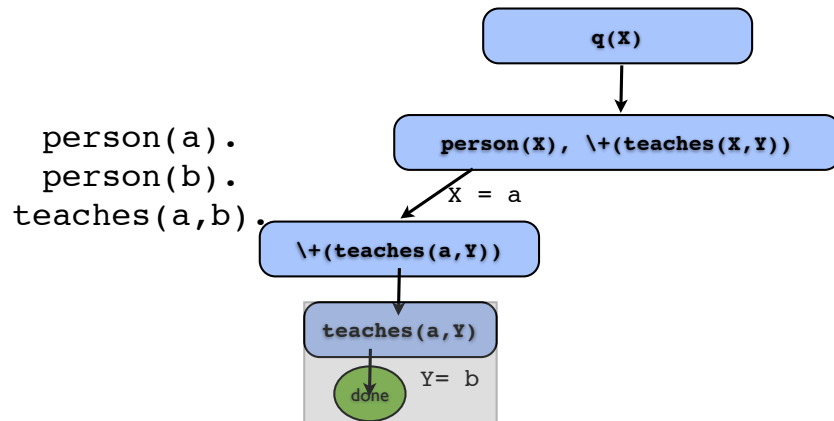 q(X)
person(a).
person(b).
teaches(a,b).
person(X), \+(teaches(X,Y))
X = a
\+(teaches(a,Y))
teaches(a,Y)
Y= b
done